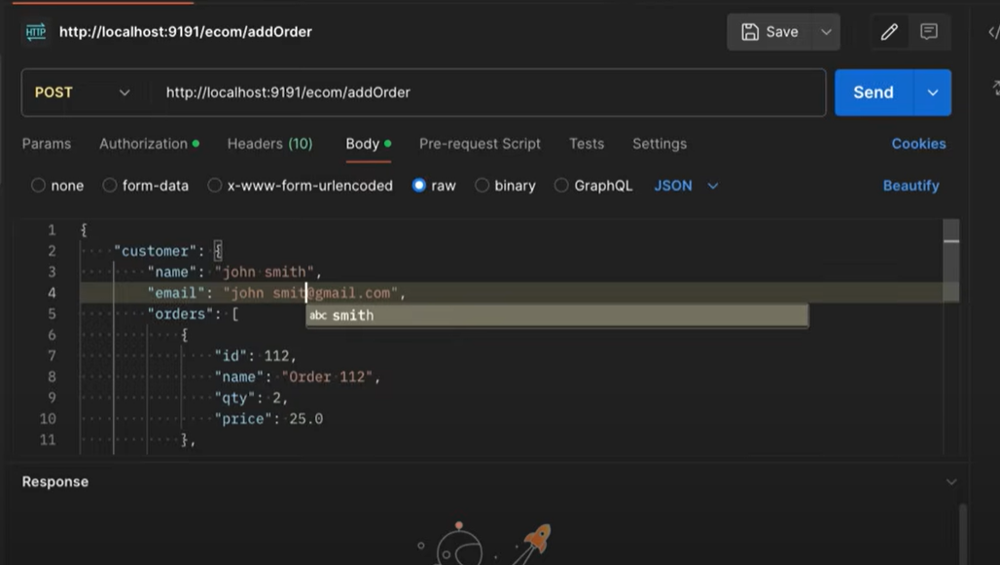 HTTP http://localhost:9191/ecom/addOrder Save
POST http://localhost:9191/ecom/addOrder Send
Params Authorization Headers (10) Body Pre-request Script Tests Settings Cookies
none form-data x-www-form-urlencoded raw binary GraphQL JSON Beautify
1 {
2 "customer": {
3 "name": "john smith",
4 "email": "john smit@gmail.com",
5 "orders": [
abc smith
6 {
7 "id": 112,
8 "name": "Order 112",
9 "qty": 2,
10 "price": 25.0
11 },
Response